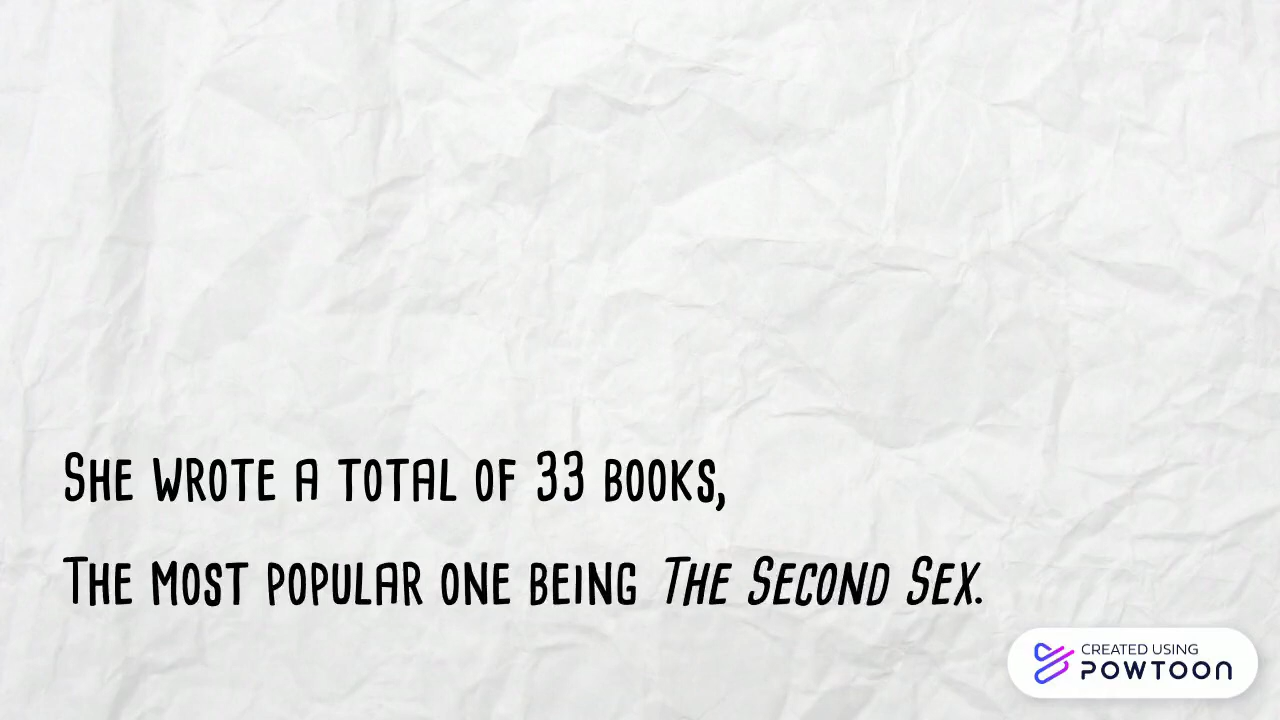 She wrote a total of 33 books,
The most popular one being The Second Sex.
CREATED USING
POWTOON